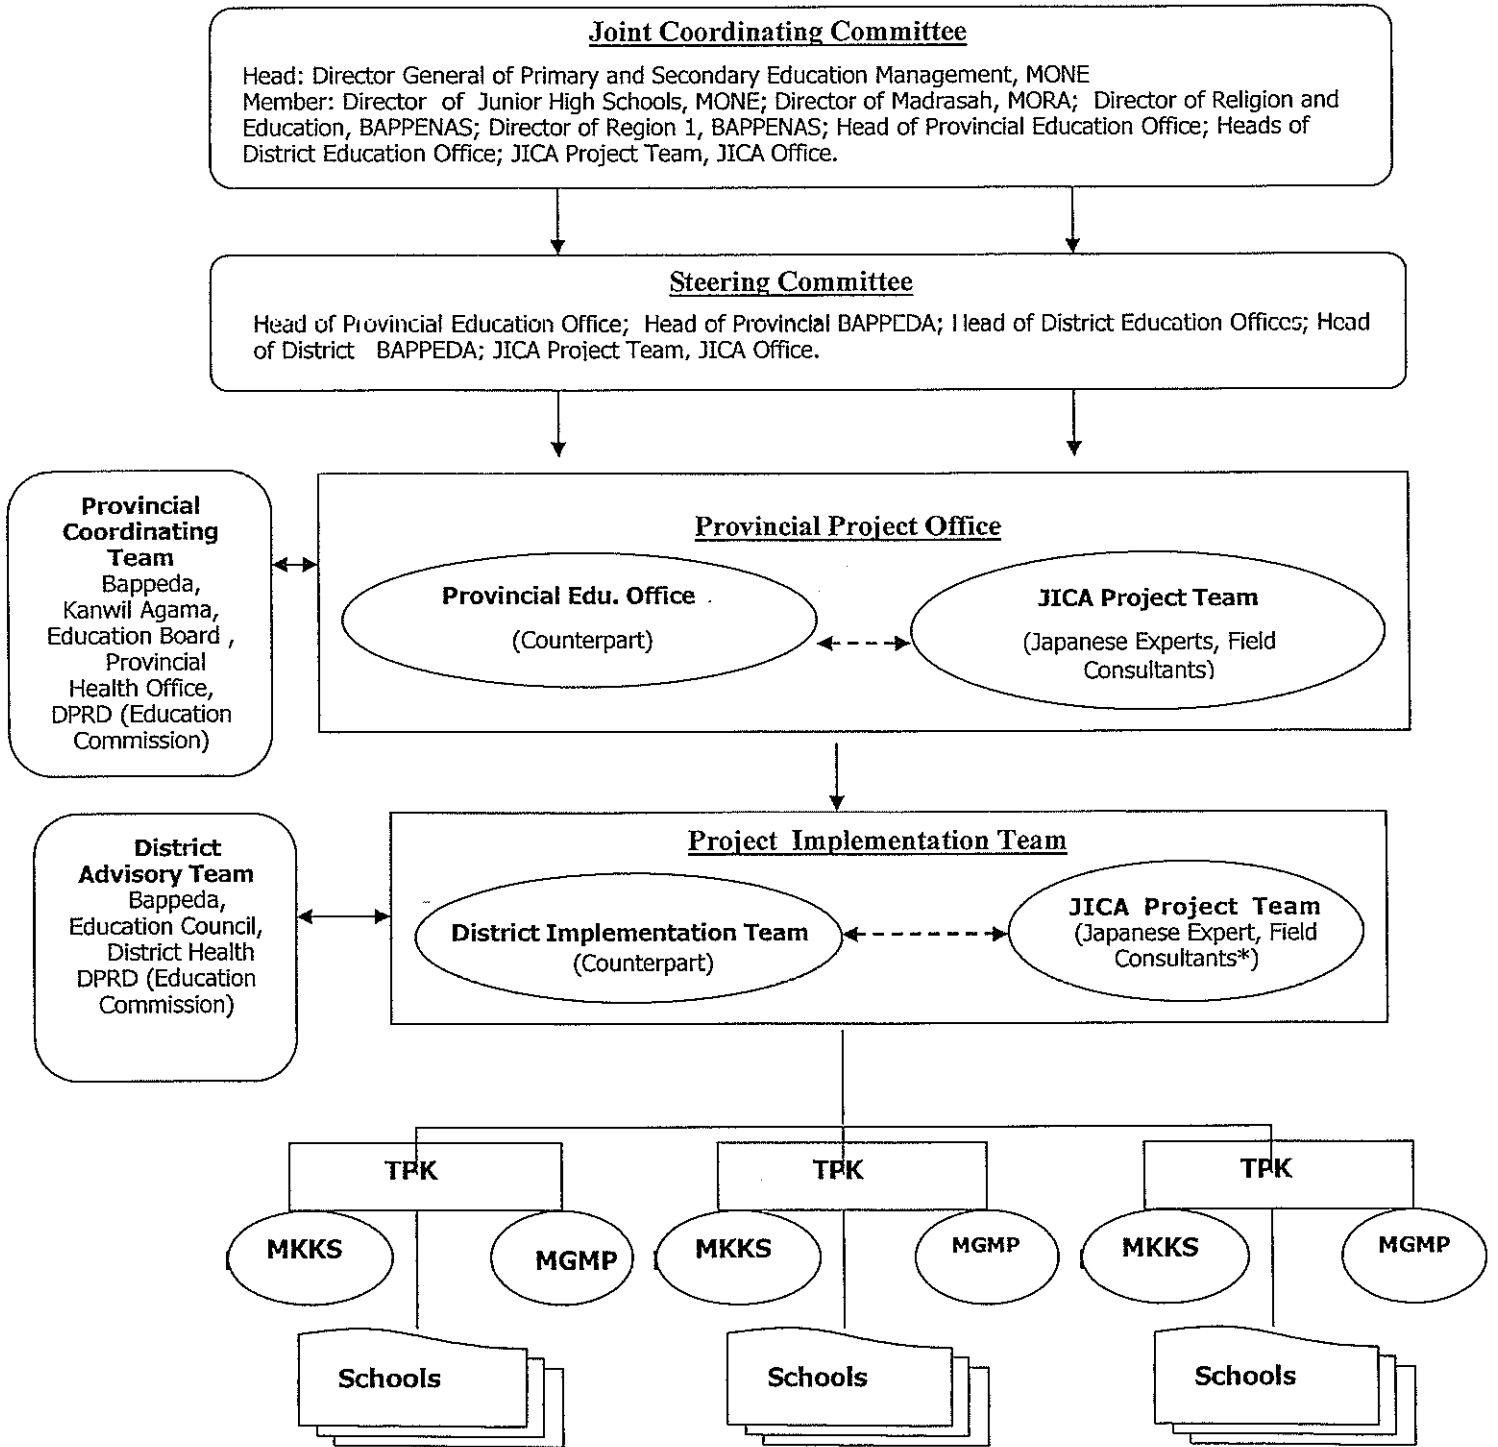 Joint Coordinating Committee
Head: Director General of Primary and Secondary Education Management, MONE
Member: Director of Junior High Schools, MONE; Director of Madrasah, MORA; Director of Religion and
Education, BAPPENAS; Director of Region 1, BAPPENAS; Head of Provincial Education Office; Heads of
District Education Office; JICA Project Team, JICA Office.
Steering Committee
Head of Provincial Education Office; Head of Provincial BAPPEDA; Head of District Education Offices; Head
of District BAPPEDA; JICA Project Team, JICA Office.
Provincial
Coordinating
Team
Bappeda,
Kanwil Agama,
Education Board ,
Provincial
Health Office,
DPRD (Education
Commission)
Provincial Project Office
Provincial Edu. Office
(Counterpart)
JICA Project Team
(Japanese Experts, Field
Consultants)
District
Advisory Team
Bappeda,
Education Council,
District Health
DPRD (Education
Commission)
Project Implementation Team
District Implementation Team
(Counterpart)
JICA Project Team
(Japanese Expert, Field
Consultants*)
TPK
TPK
TPK
MKKS
MGMP
MKKS
MGMP
MKKS
MGMP
Schools
Schools
Schools